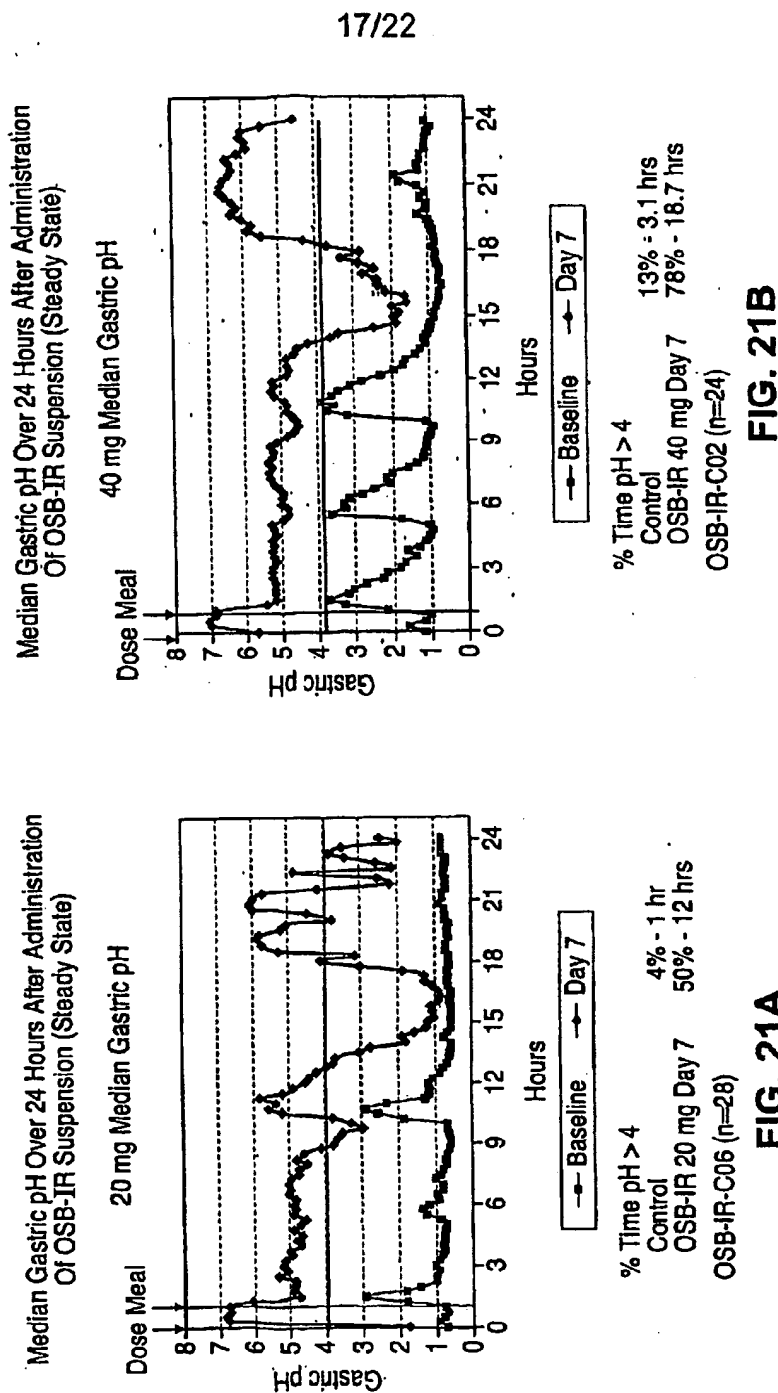 17/22
Median Gastric pH Over 24 Hours After Administration
Of OSB-IR Suspension (Steady State)
20 mg Median Gastric pH
Dose Meal
8
7
6
5
4
3
2
1
0
Gastric pH
0 3 6 9 12 15 18 21 24
Hours
Baseline Day 7
% Time pH > 4
Control 4% - 1 hr
OSB-IR 20 mg Day 7 50% - 12 hrs
OSB-IR-C06 (n=28)
FIG. 21A
Median Gastric pH Over 24 Hours After Administration
Of OSB-IR Suspension (Steady State)
40 mg Median Gastric pH
Dose Meal
8
7
6
5
4
3
2
1
Gastric pH
0 3 6 9 12 15 18 21 24
Hours
Baseline Day 7
% Time pH > 4
Control 13% - 3.1 hrs
OSB-IR 40 mg Day 7 78% - 18.7 hrs
OSB-IR-C02 (n=24)
FIG. 21B